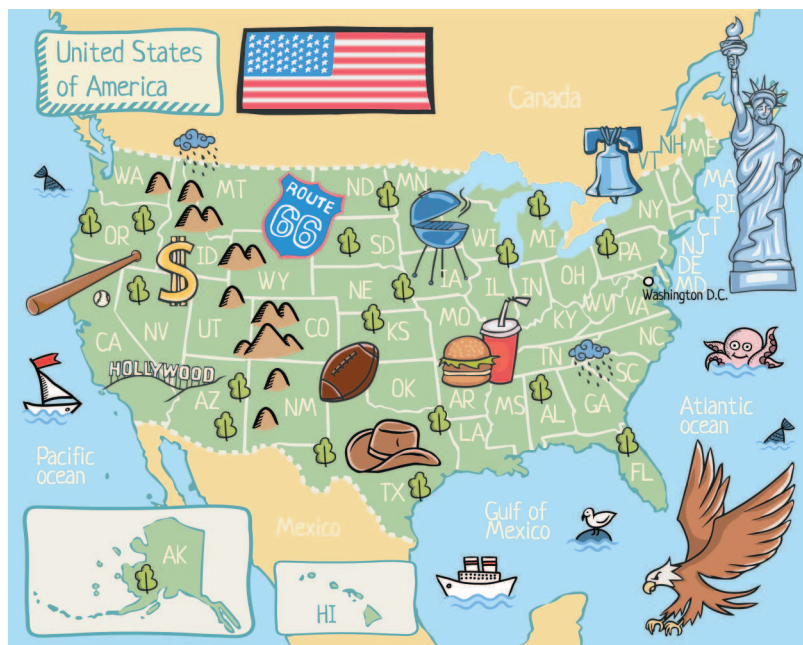 United States
of America
Canada
ROUTE
66
WA
MT
ND
MN
VT
NH
ME
OR
ID
SD
WI
MI
NY
MA
RI
CT
WY
IA
PA
NJ
NV
UT
CO
NE
IL
IN
OH
DE
MD
Washington D.C.
CA
KS
MO
KY
WV
VA
HOLLYWOOD
AZ
NM
OK
AR
TN
NC
SC
MS
AL
GA
LA
TX
FL
Pacific
ocean
Atlantic
ocean
Gulf of
Mexico
Mexico
AK
HI